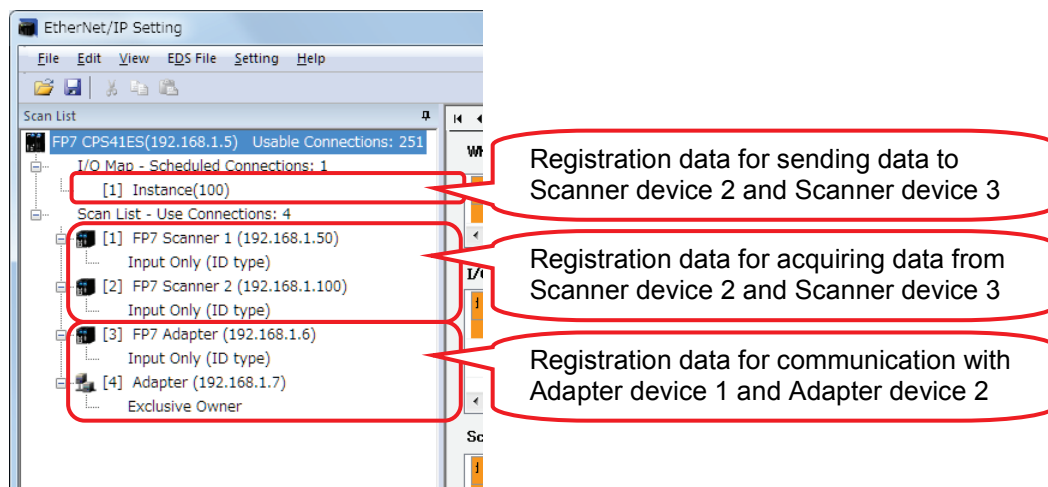 EtherNet/IP Setting
File Edit View EDS File Setting Help
Scan List
FP7 CPS41ES(192.168.1.5) Usable Connections: 251
I/O Map - Scheduled Connections: 1
[1] Instance(100)
Scan List - Use Connections: 4
[1] FP7 Scanner 1 (192.168.1.50)
Input Only (ID type)
[2] FP7 Scanner 2 (192.168.1.100)
Input Only (ID type)
[3] FP7 Adapter (192.168.1.6)
Input Only (ID type)
[4] Adapter (192.168.1.7)
Exclusive Owner
Registration data for sending data to
Scanner device 2 and Scanner device 3
Registration data for acquiring data from
Scanner device 2 and Scanner device 3
Registration data for communication with
Adapter device 1 and Adapter device 2